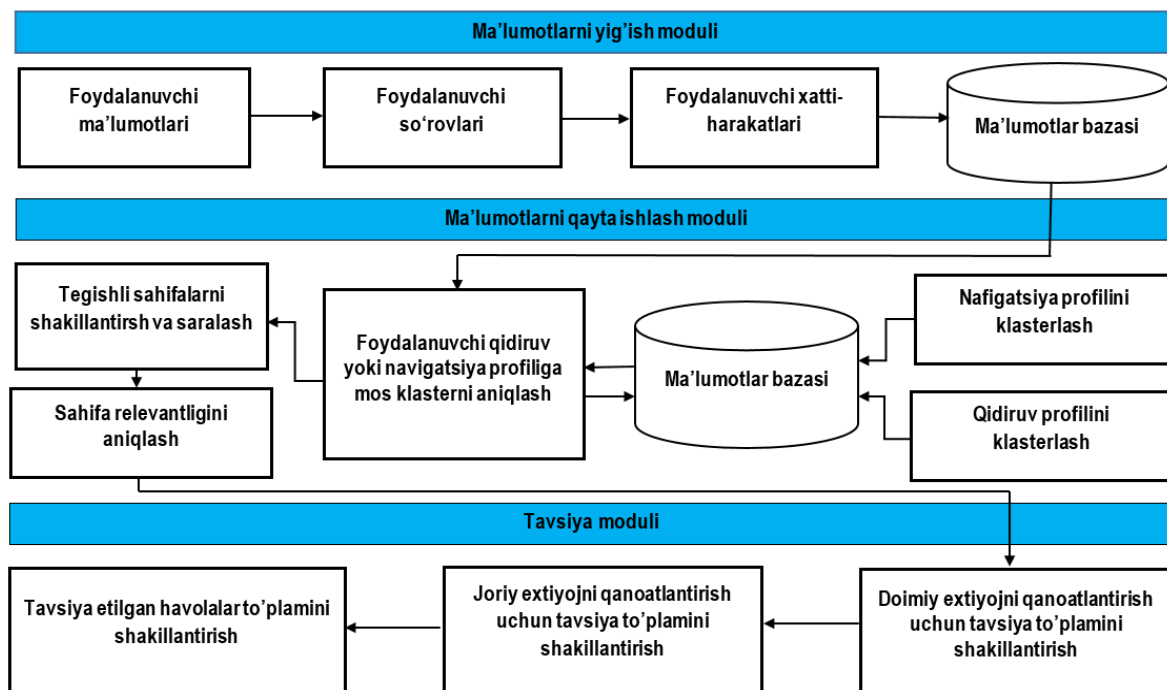 Ma’lumotlarni yig’ish moduli
Foydalanuvchi
ma’lumotlari
Foydalanuvchi
so‘rovlari
Foydalanuvchi xatti-
harakatlari
Ma’lumotlar bazasi
Ma’lumotlarni qayta ishlash moduli
Tegishli sahifalarni
shakillantirsh va saralash
Sahifa relevantligini
aniqlash
Foydalanuvchi qidiruv
yoki navigatsiya profiliga
mos klasterni aniqlash
Ma’lumotlar bazasi
Nafigatsiya profilini
klasterlash
Qidiruv profilini
klasterlash
Tavsiya moduli
Tavsiya etilgan havolalar to’plamini
shakillantirish
Joriy extiyojni qanoatlantirish
uchun tavsiya to’plamini
shakillantirish
Doimiy extiyojni qanoatlantirish
uchun tavsiya to’plamini
shakillantirish